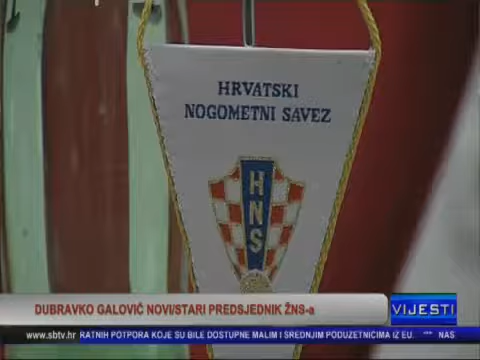 HRVATSKI
NOGOMETNI SAVEZ
HNS
DUBRAVKO GALOVIČ NOVI/STARI PREDSJEDNIK ŽNS-a
VIJESTI
www.sbtv.hr RATNIH POTPORA KOJE SU BILE DOSTUPNE MALIM I SREDNJIM PODUZETNICIMA IZ EU. NAS